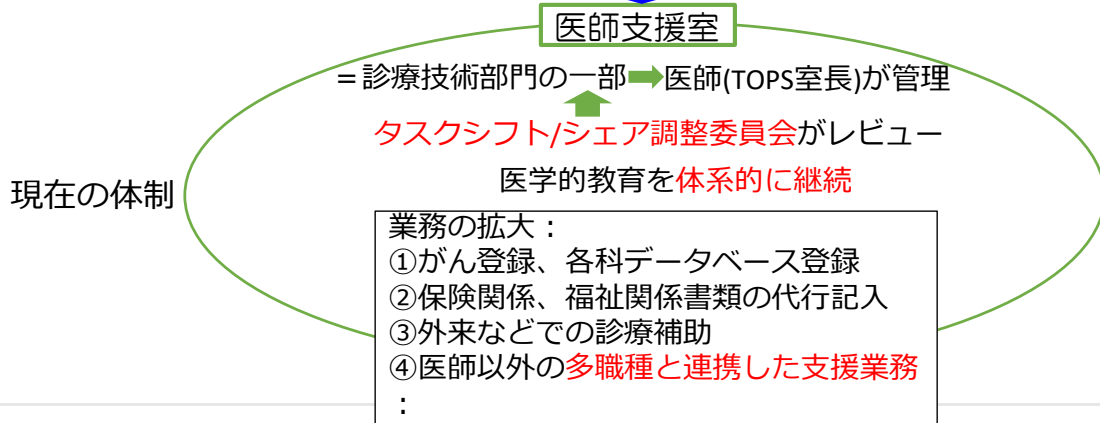 医師支援室
=診療技術部門の一部➡医師(TOPS室長)が管理
タスクシフト/シェア調整委員会がレビュー
医学的教育を体系的に継続
現在の体制
業務の拡大:
①がん登録、各科データベース登録
②保険関係、福祉関係書類の代行記入
③外来などでの診療補助
④医師以外の多職種と連携した支援業務
: